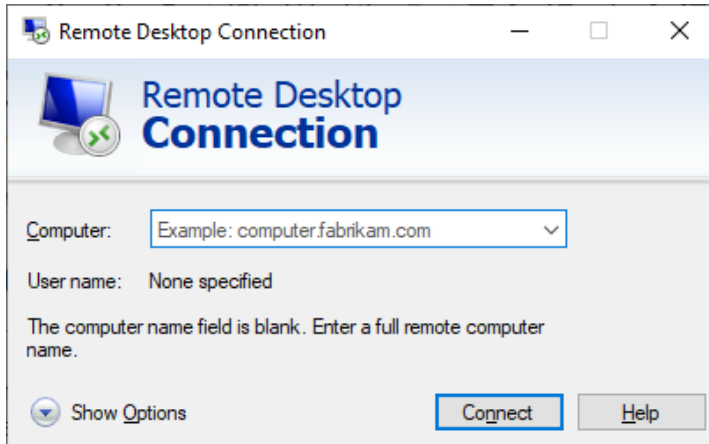 Remote Desktop Connection
Remote Desktop
Connection
Computer: Example: computer.fabrikam.com
User name: None specified
The computer name field is blank. Enter a full remote computer
name.
Show Options Connect Help